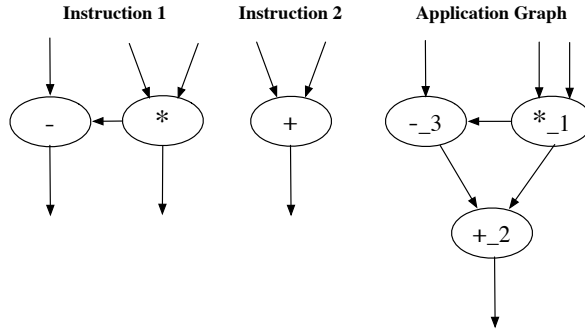 Instruction 1 Instruction 2 Application Graph
- * + -_3 *_1
+_2